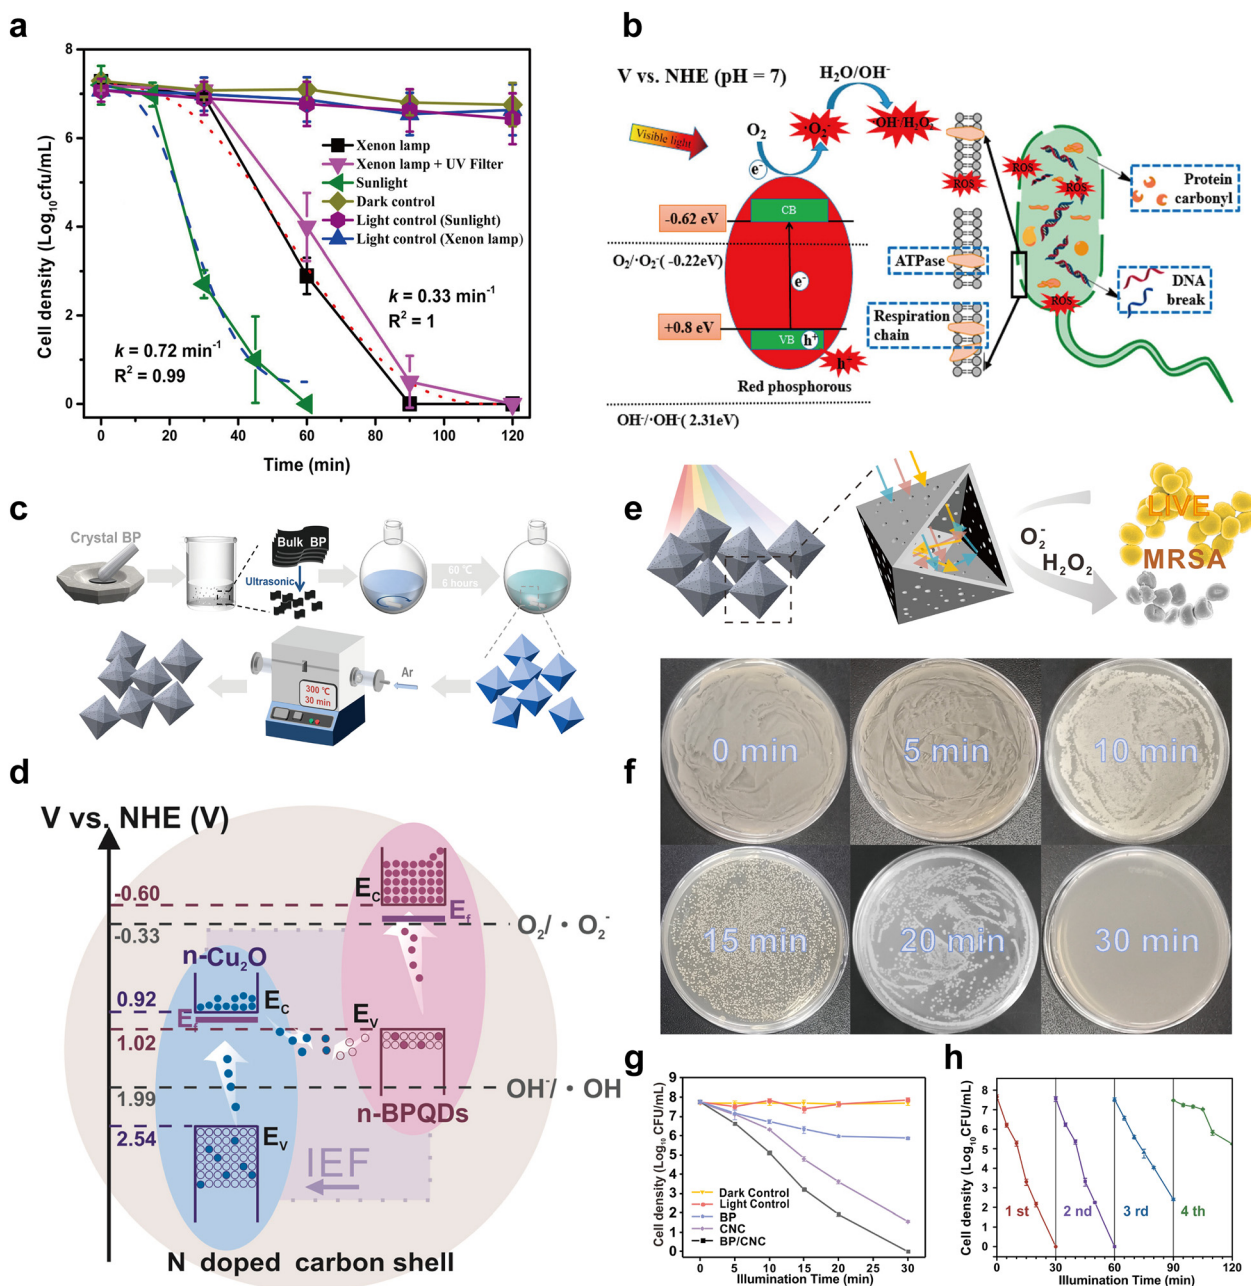 a
8
6
4
2
0
Cell density (Log10cfu/mL)
Xenon lamp
Xenon lamp + UV Filter
Sunlight
Dark control
Light control (Sunlight)
Light control (Xenon lamp)
k = 0.33 min-1
R2 = 1
k = 0.72 min-1
R2 = 0.99
0 20 40 60 80 100 120
Time (min)
b
V vs. NHE (pH = 7)
H2O/OH-
Visible light
O2
·O2-
OH·/H2O2
e-
CB
-0.62 eV
O2/·O2-( -0.22eV)
e-
+0.8 eV
VB
h+
h+
Red phosphorous
OH-/·OH-( 2.31eV)
ROS
ATPase
Respiration
chain
ROS
ROS
ROS
Protein
carbonyl
DNA
break
c
Crystal BP
Bulk BP
Ultrasonic
60 ℃
6 hours
300 ℃
30 min
Ar
d
V vs. NHE (V)
-0.60
-0.33
0.92
1.02
1.99
2.54
EC
Ef
O2/ · O2-
n-Cu2O
EC
Ef
EV
OH-/ · OH
n-BPQDs
EV
IEF
N doped carbon shell
e
O2-
H2O2
LIVE
MRSA
f
0 min
5 min
10 min
15 min
20 min
30 min
g
9
8
7
6
5
4
3
2
1
0
Cell density (Log10 CFU/mL)
Dark Control
Light Control
BP
CNC
BP/CNC
0 5 10 15 20 25 30
Illumination Time (min)
h
8
7
6
5
4
3
2
1
0
Cell density (Log10 CFU/mL)
1 st
2 nd
3 rd
4 th
0 30 60 90 120
Illumination Time (min)